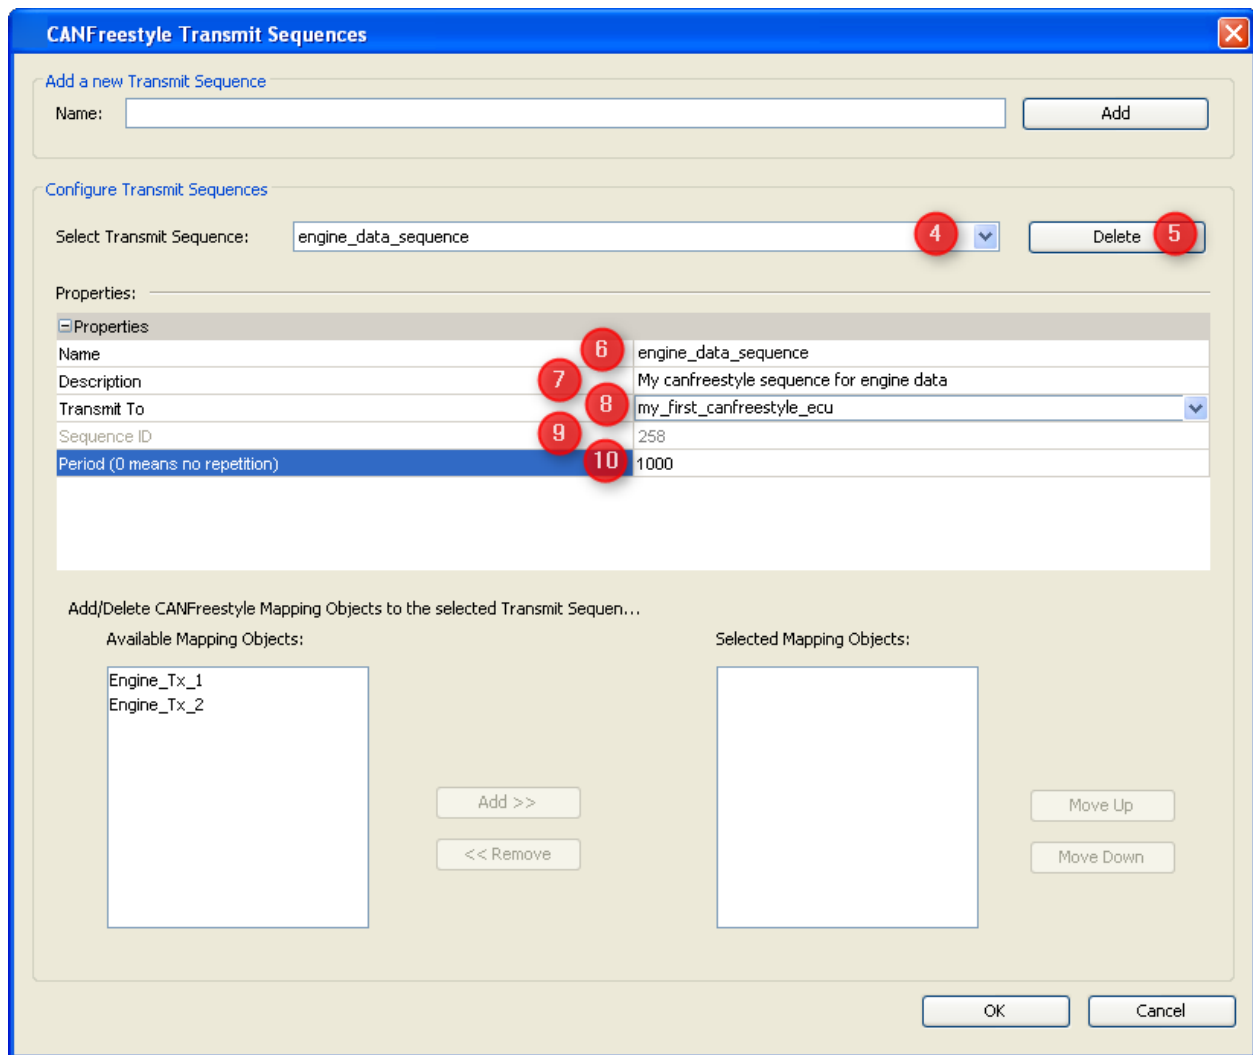 CANFreestyle Transmit Sequences
Add a new Transmit Sequence
Name: Add
Configure Transmit Sequences
Select Transmit Sequence: engine_data_sequence 4 Delete 5
Properties:
Properties
Name 6 engine_data_sequence
Description 7 My canfreestyle sequence for engine data
Transmit To 8 my_first_canfreestyle_ecu
Sequence ID 9 258
Period (0 means no repetition) 10 1000
Add/Delete CANFreestyle Mapping Objects to the selected Transmit Sequen...
Available Mapping Objects: Selected Mapping Objects:
Engine_Tx_1
Engine_Tx_2
Add >> Move Up
<< Remove Move Down
OK Cancel